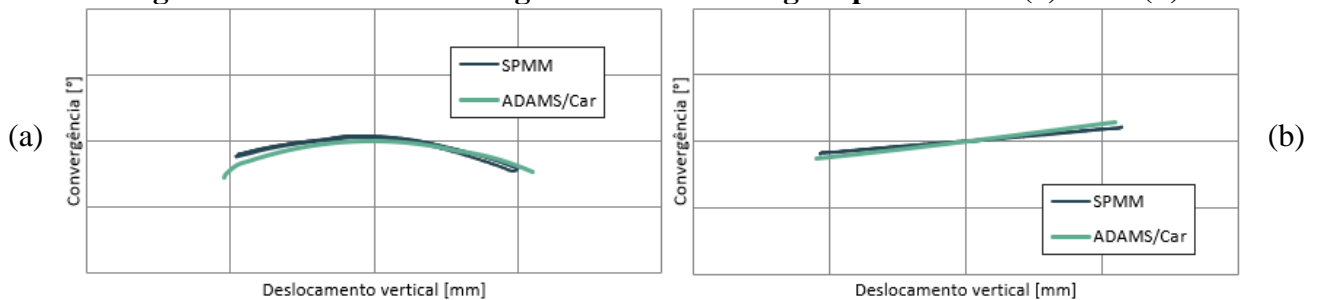 (a)
Convergência [°]
SPMM
ADAMS/Car
Deslocamento vertical [mm]
Convergência [°]
SPMM
ADAMS/Car
Deslocamento vertical [mm]
(b)